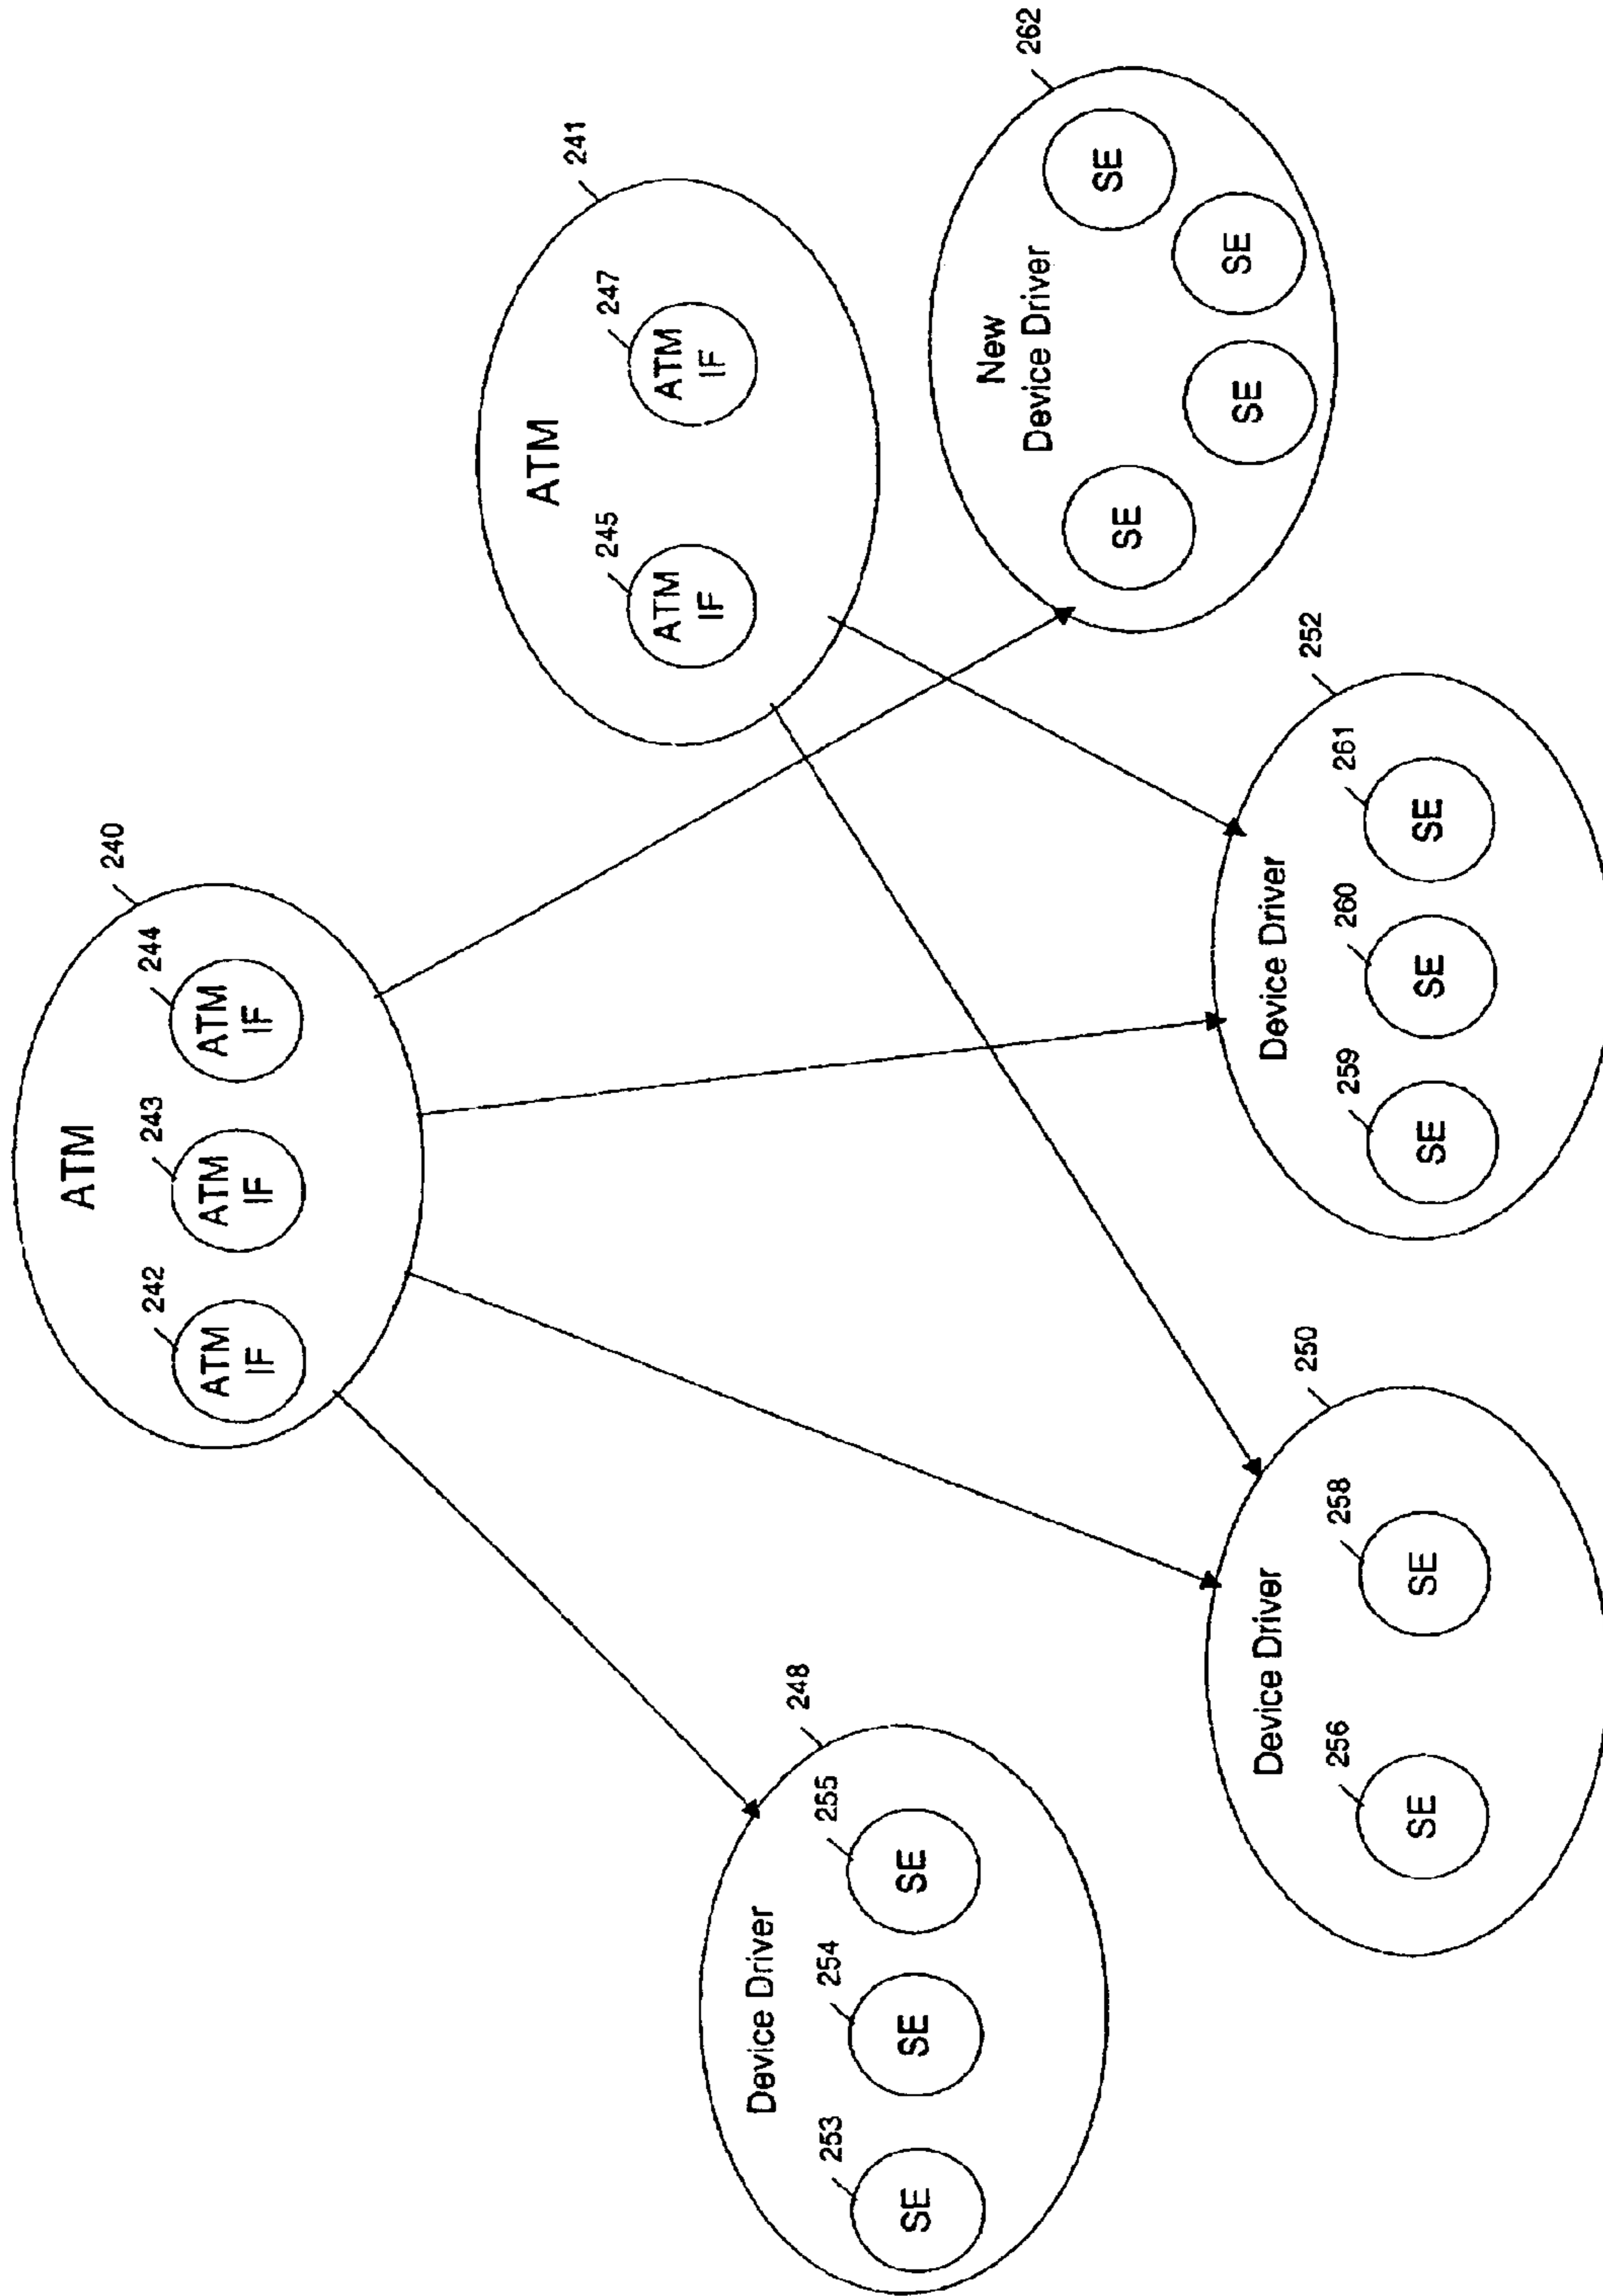 240
ATM
242
243
244
ATM
IF
ATM
IF
ATM
IF
241
ATM
245
247
ATM
IF
ATM
IF
248
Device Driver
253
254
255
SE
SE
SE
250
Device Driver
256
258
SE
SE
252
Device Driver
259
260
261
SE
SE
SE
262
New
Device Driver
SE
SE
SE
SE